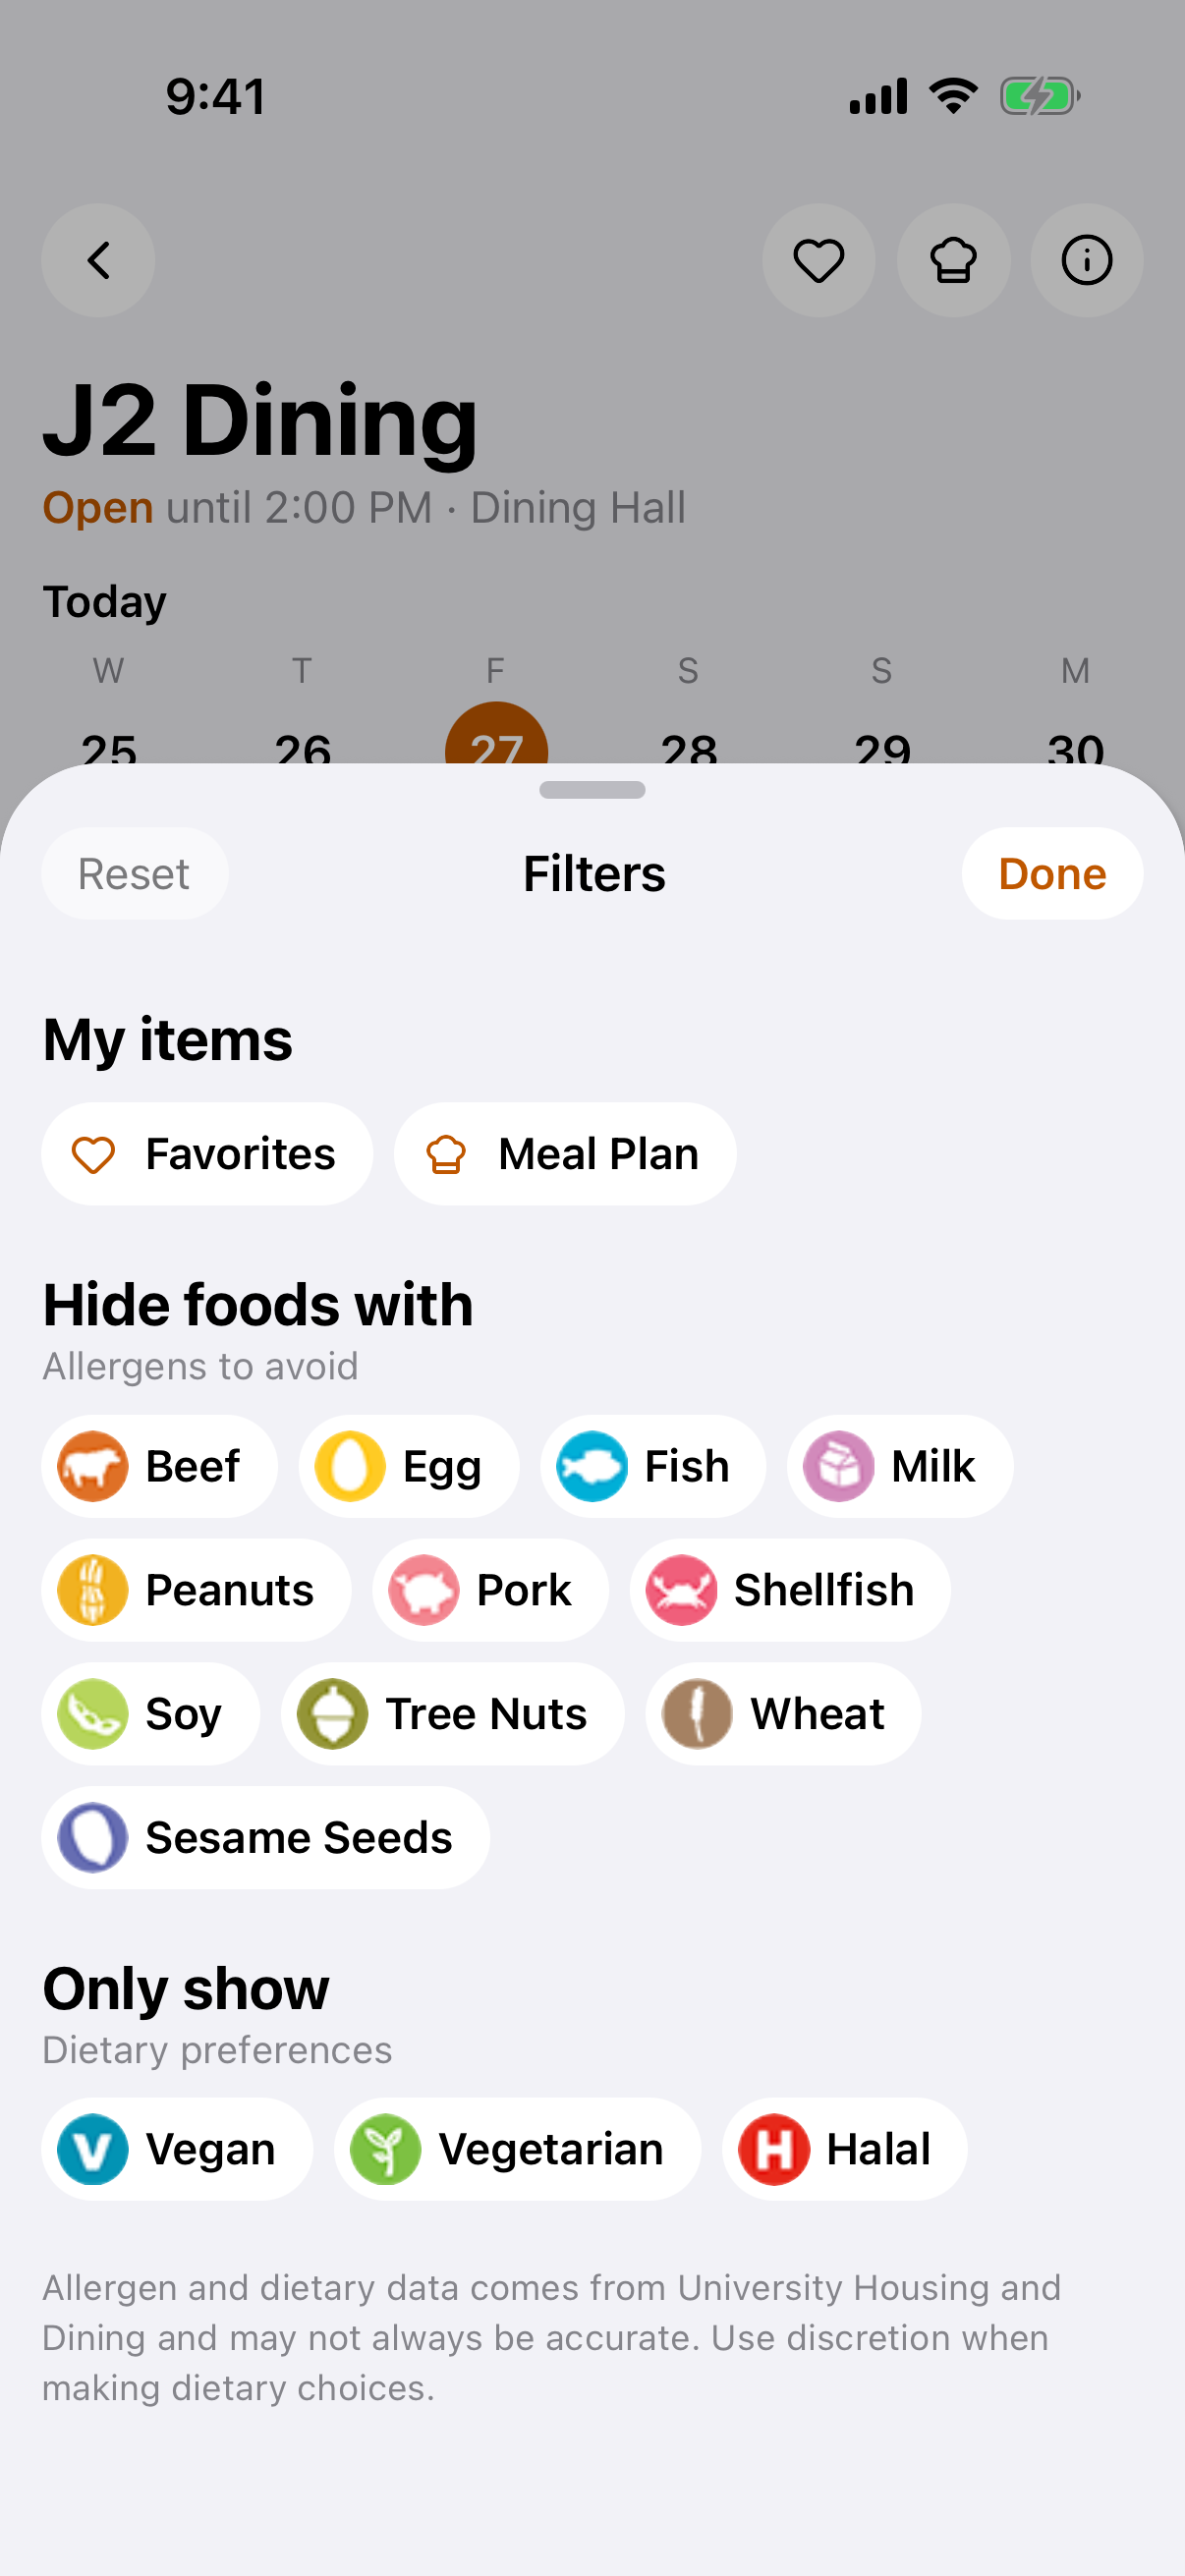 9:41
J2 Dining
Open until 2:00 PM · Dining Hall
Today
W T F S S M
25 26 27 28 29 30
Reset Filters Done
My items
Favorites Meal Plan
Hide foods with
Allergens to avoid
Beef Egg Fish Milk
Peanuts Pork Shellfish
Soy Tree Nuts Wheat
Sesame Seeds
Only show
Dietary preferences
V Vegan Vegetarian H Halal
Allergen and dietary data comes from University Housing and
Dining and may not always be accurate. Use discretion when
making dietary choices.